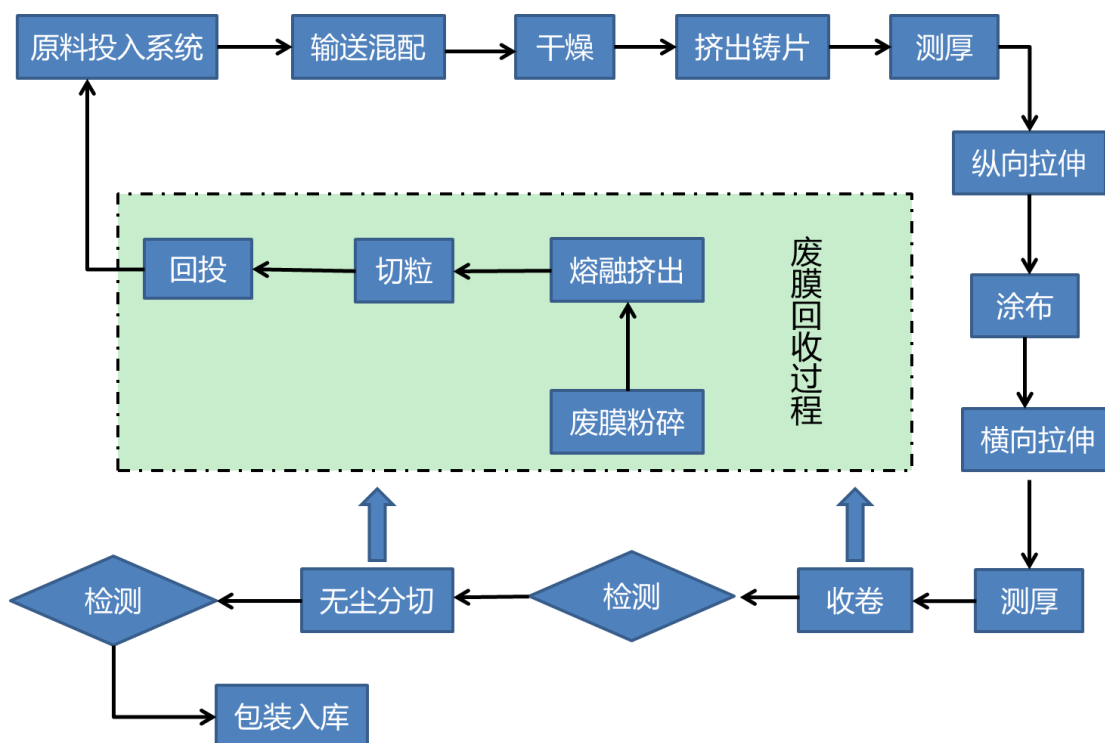 原料投入系统
输送混配
干燥
挤出铸片
测厚
纵向拉伸
涂布
横向拉伸
测厚
收卷
检测
无尘分切
检测
包装入库
废膜回收过程
废膜粉碎
熔融挤出
切粒
回投